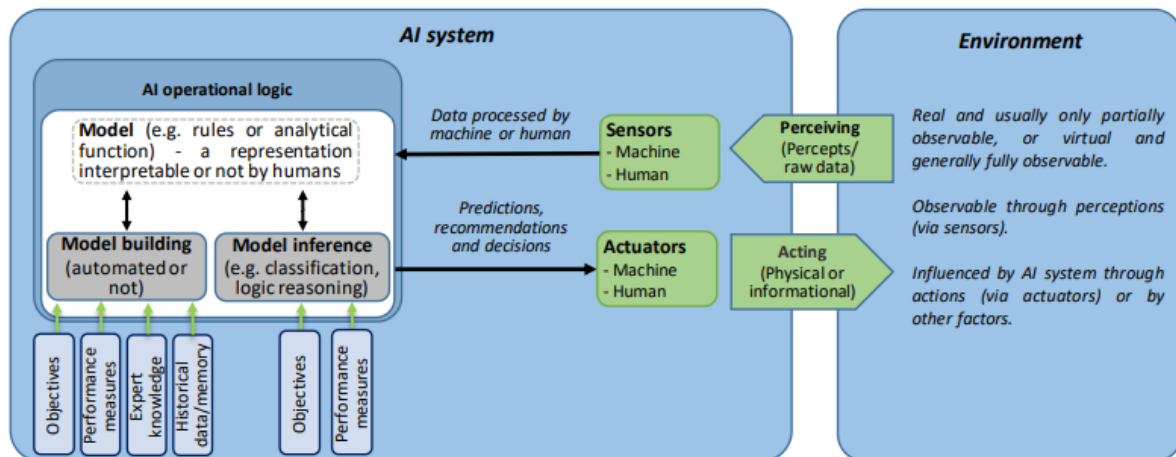 AI system
AI operational logic
Model (e.g. rules or analytical
function) - a representation
interpretable or not by humans
Model building
(automated or
not)
Model inference
(e.g. classification,
logic reasoning)
Objectives
Performance
measures
Expert
knowledge
Historical
data/memory
Objectives
Performance
measures
Data processed by
machine or human
Predictions,
recommendations
and decisions
Sensors
- Machine
- Human
Actuators
- Machine
- Human
Perceiving
(Percepts/
raw data)
Acting
(Physical or
informational)
Environment
Real and usually only partially
observable, or virtual and
generally fully observable.
Observable through perceptions
(via sensors).
Influenced by AI system through
actions (via actuators) or by
other factors.